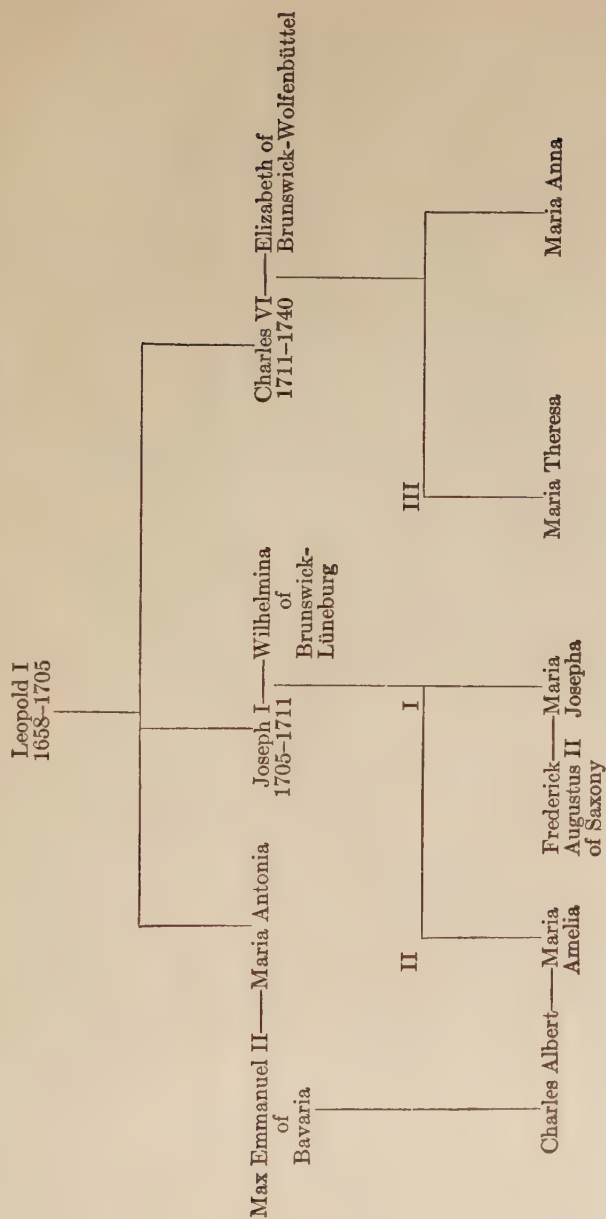 Leopold I
1658–1705
Max Emmanuel II—Maria Antonia
of
Bavaria
Joseph I—Wilhelmina
1705–1711
of
Brunswick-
Lüneburg
Charles VI—Elizabeth of
1711–1740
Brunswick-Wolfenbüttel
II
I
III
Charles Albert—Maria
Amelia
Frederick—Maria
Augustus II Josepha
of Saxony
Maria Theresa
Maria Anna